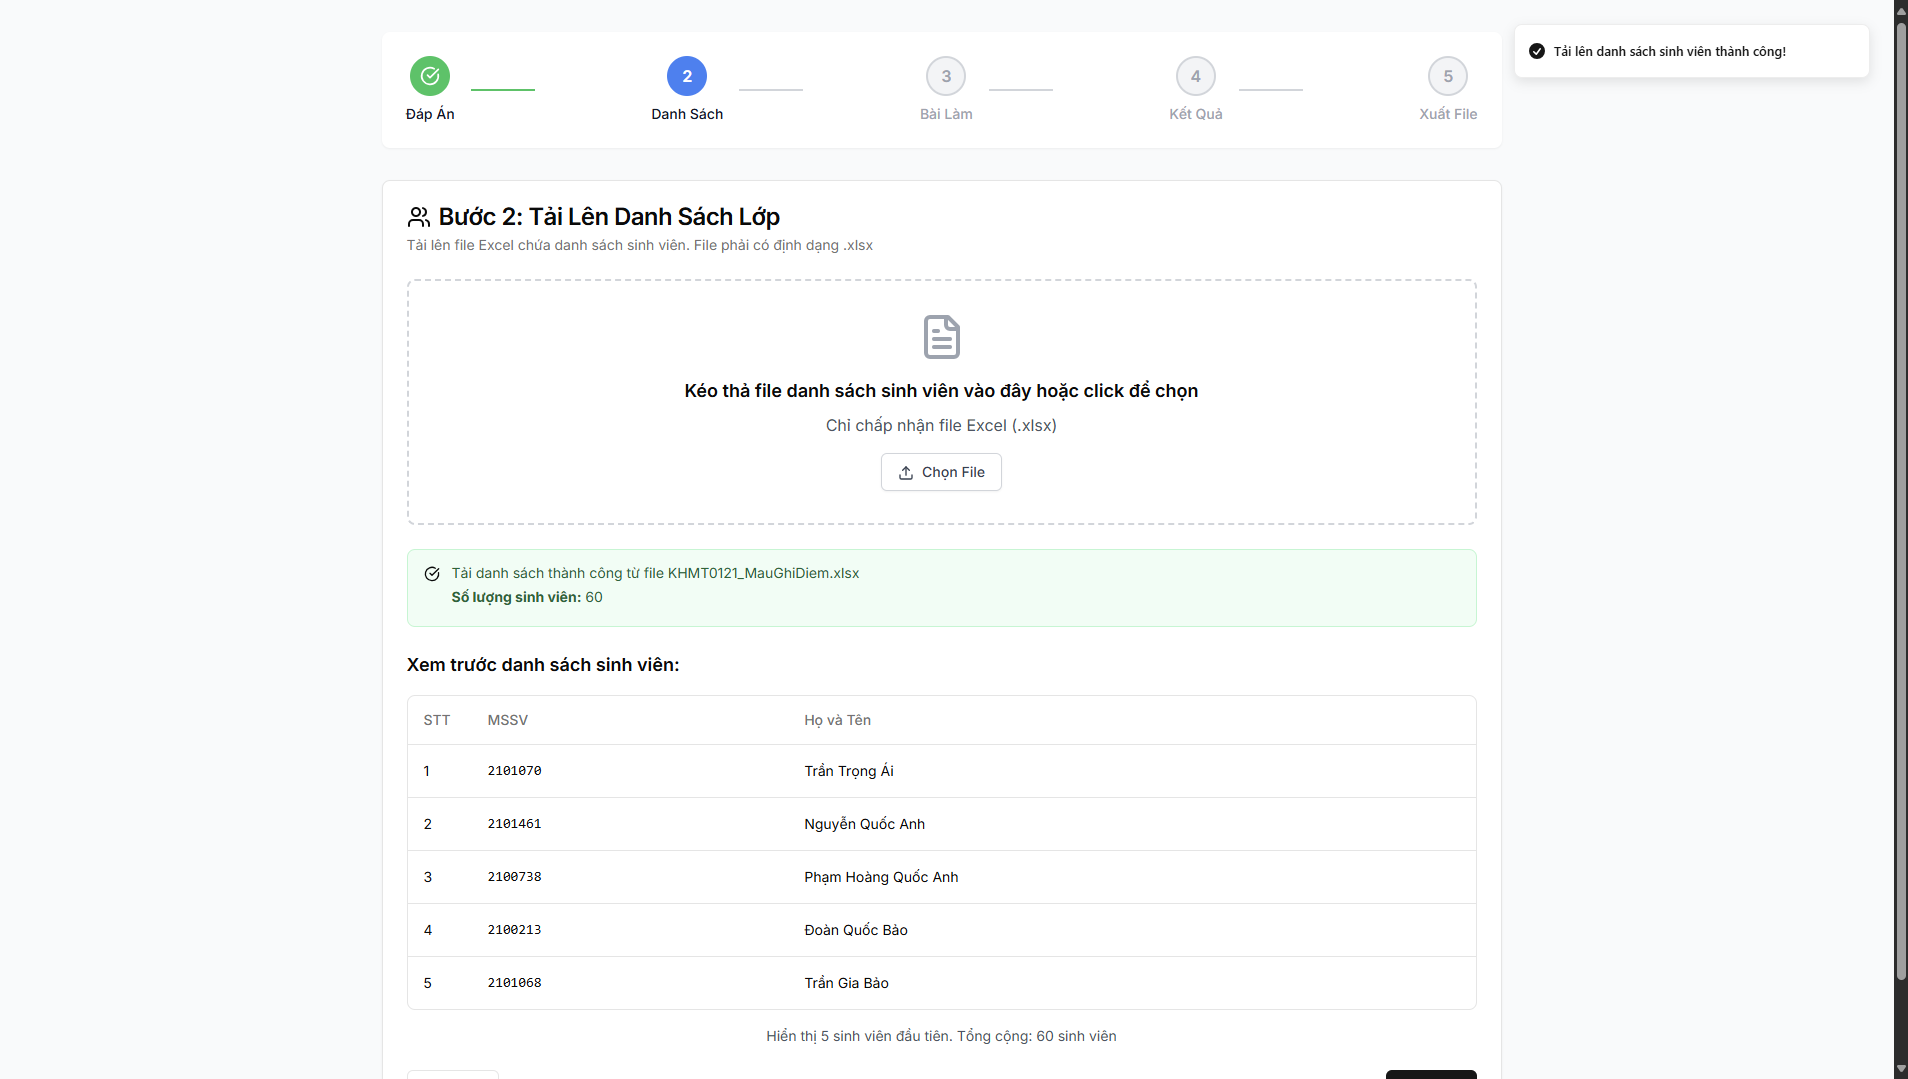 Tải lên danh sách sinh viên thành công!
2 3 4 5
Đáp Án Danh Sách Bài Làm Kết Quả Xuất File
Bước 2: Tải Lên Danh Sách Lớp
Tải lên file Excel chứa danh sách sinh viên. File phải có định dạng .xlsx
Kéo thả file danh sách sinh viên vào đây hoặc click để chọn
Chỉ chấp nhận file Excel (.xlsx)
Chọn File
Tải danh sách thành công từ file KHMT0121_MauGhiDiem.xlsx
Số lượng sinh viên: 60
Xem trước danh sách sinh viên:
STT MSSV Họ và Tên
1 2101070 Trần Trọng Ái
2 2101461 Nguyễn Quốc Anh
3 2100738 Phạm Hoàng Quốc Anh
4 2100213 Đoàn Quốc Bảo
5 2101068 Trần Gia Bảo
Hiển thị 5 sinh viên đầu tiên. Tổng cộng: 60 sinh viên